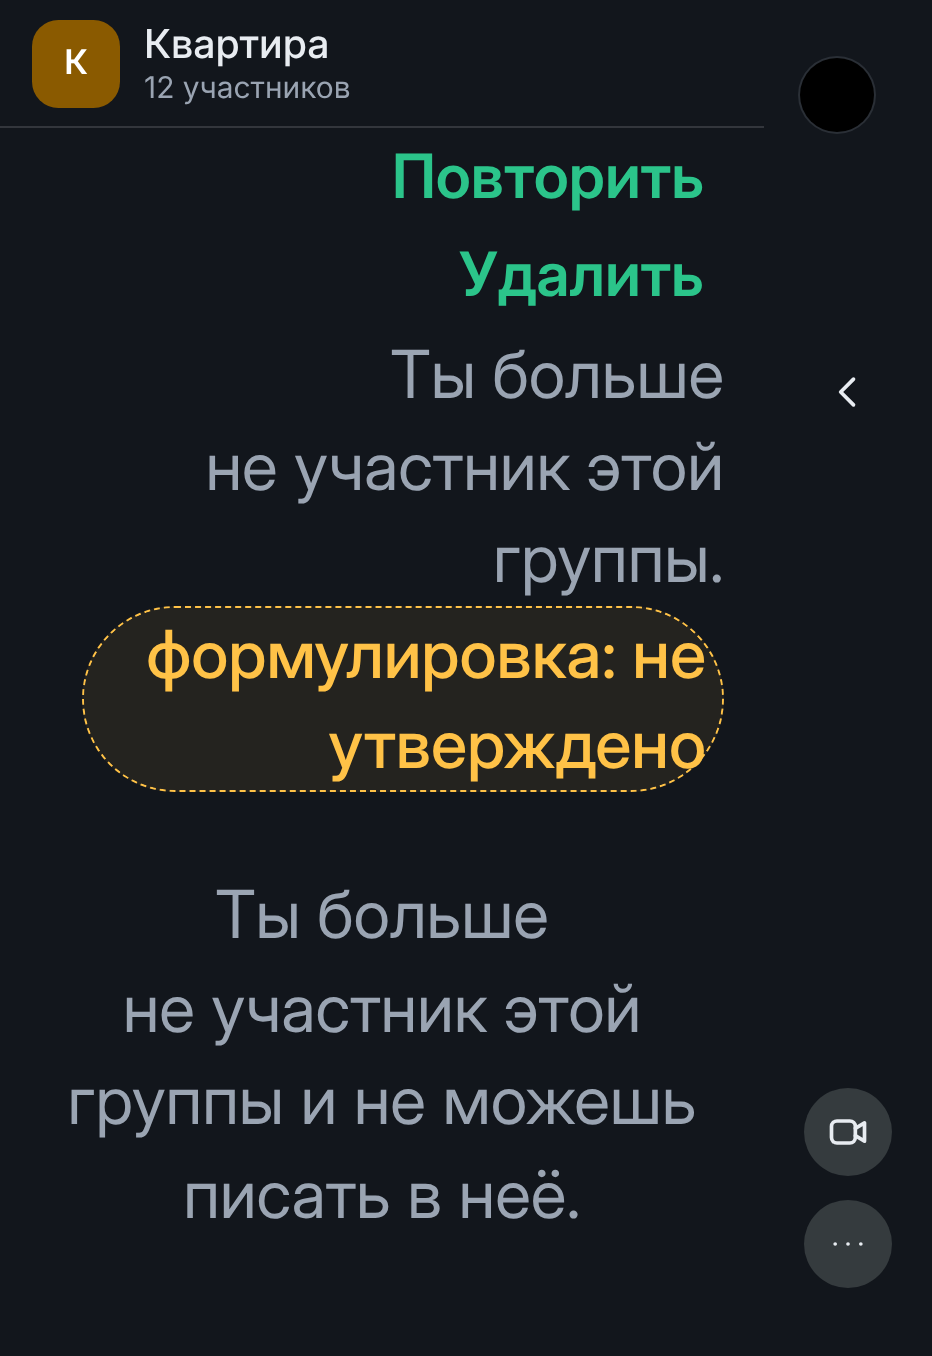 К
Квартира
12 участников
Повторить
Удалить
Ты больше
не участник этой
группы.
формулировка: не
утверждено
Ты больше
не участник этой
группы и не можешь
писать в неё.